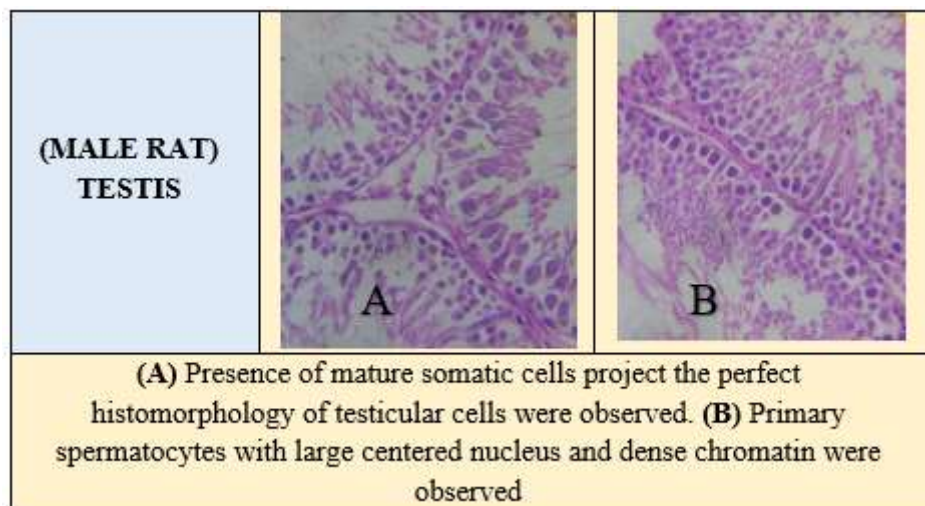 (MALE RAT)
TESTIS
A
B
(A) Presence of mature somatic cells project the perfect
histomorphology of testicular cells were observed. (B) Primary
spermatocytes with large centered nucleus and dense chromatin were
observed